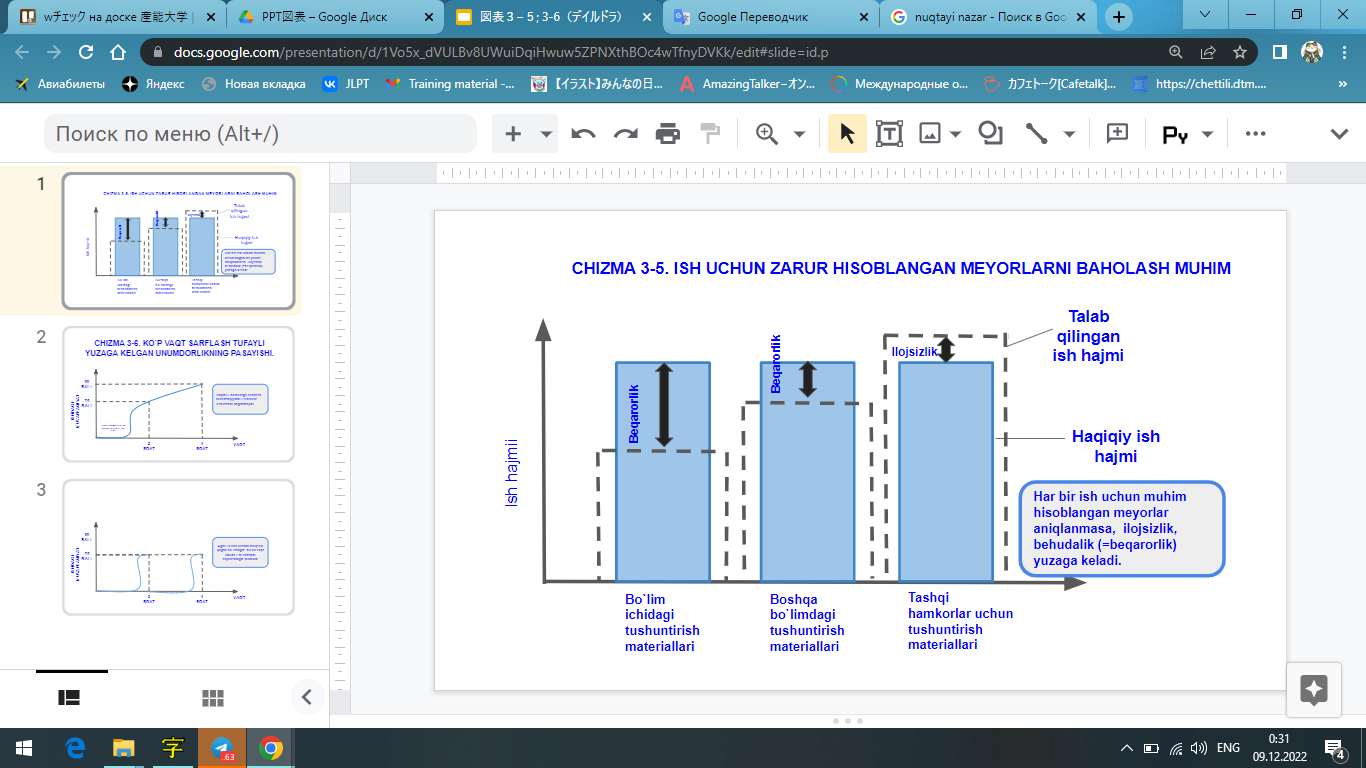 wチェック на доске 産能大学 |
PPT図表 – Google Диск
図表３－５；3-6（デイルドラ）
Google Переводчик
nuqtayi nazar - Поиск в Goo
docs.google.com/presentation/d/1Vo5x_dVULBv8UWuiDqiHwuw5ZPNXthBOc4wTfnyDVKk/edit#slide=id.p
Авиабилеты
Яндекс
Новая вкладка
JLPT
Training material -...
【イラスト】みんなの日...
AmazingTalker–オン...
Международные о...
カフェトーク[Cafetalk]...
https://chettili.dtm....
Поиск по меню (Alt+/)
1
2
CHIZMA 3-6. KO`P VAQT SARFLASH TUFAYLI
YUZAGA KELGAN UNUMDORLIKNING PASAYISHI.
3
CHIZMA 3-5. ISH UCHUN ZARUR HISOBLANGAN MEYORLARNI BAHOLASH MUHIM
Ish hajmii
Beqarorlik
Beqarorlik
Ilojsizlik
Talab
qilingan
ish hajmi
Haqiqiy ish
hajmi
Har bir ish uchun muhim
hisoblangan meyorlar
aniqlanmasa, ilojsizlik,
behudalik (=beqarorlik)
yuzaga keladi.
Bo`lim
ichidagi
tushuntirish
materiallari
Boshqa
bo`limdagi
tushuntirish
materiallari
Tashqi
hamkorlar uchun
tushuntirish
materiallari
字
.63
ENG
0:31
09.12.2022
4